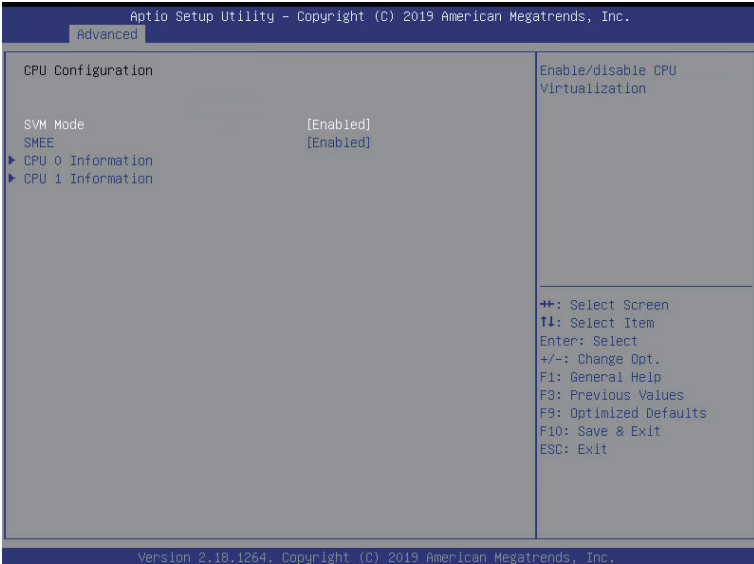 Aptio Setup Utility – Copyright (C) 2019 American Megatrends, Inc.
Advanced
CPU Configuration
SVM Mode [Enabled]
SMEE [Enabled]
CPU 0 Information
CPU 1 Information
Enable/disable CPU
Virtualization
→←: Select Screen
↑↓: Select Item
Enter: Select
+/-: Change Opt.
F1: General Help
F3: Previous Values
F9: Optimized Defaults
F10: Save & Exit
ESC: Exit
Version 2.18.1264. Copyright (C) 2019 American Megatrends, Inc.